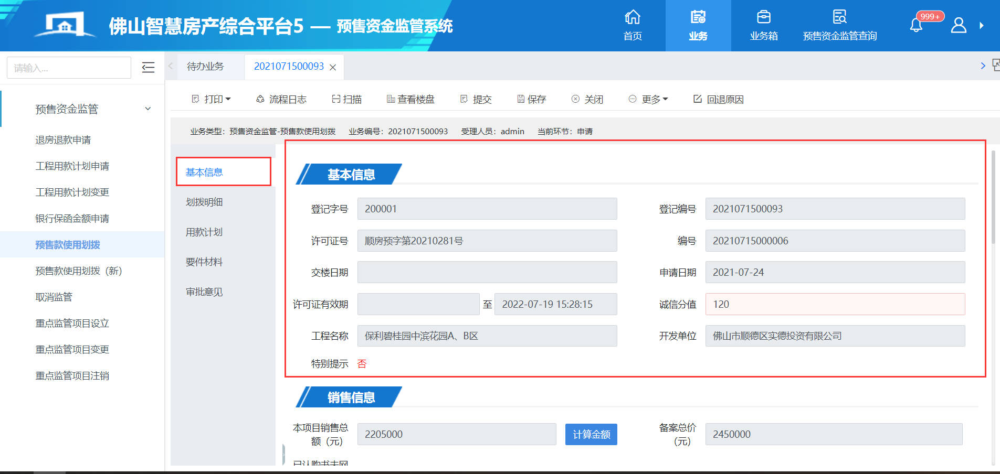 佛山智慧房产综合平台5 — 预售资金监管系统
首页
业务
业务箱
预售资金监管查询
999+
请输入...
待办业务
2021071500093
预售资金监管
退房退款申请
工程用款计划申请
工程用款计划变更
银行保函金额申请
预售款使用划拨
预售款使用划拨（新）
取消监管
重点监管项目设立
重点监管项目变更
重点监管项目注销
打印 流程日志 扫描 查看楼盘 提交 保存 关闭 更多 回退原因
业务类型：预售资金监管-预售款使用划拨 业务编号：2021071500093 受理人员：admin 当前环节：申请
基本信息
划拨明细
用款计划
要件材料
审批意见
基本信息
登记字号 200001 登记编号 2021071500093
许可证号 顺房预字第20210281号 编号 20210715000006
交楼日期 申请日期 2021-07-24
许可证有效期 至 2022-07-19 15:28:15 诚信分值 120
工程名称 保利碧桂园中滨花园A、B区 开发单位 佛山市顺德区实德投资有限公司
特别提示 否
销售信息
本项目销售总额（元） 2205000 计算金额 备案总价（元） 2450000
已认购书未网